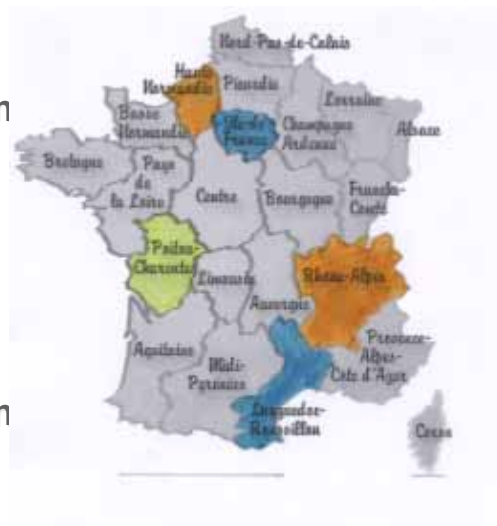 Nord-Pas-de-Calais
Haute
Normandie
Picardie
Lorraine
Basse
Normandie
Ile-de
France
Champagne
Ardenne
Alsace
Bretagne
Pays
de
la Loire
Centre
Bourgogne
Franche-
Comté
Poitou-
Charente
Limousin
Auvergne
Rhône-Alpes
Aquitaine
Midi-
Pyrénées
Provence-
Alpes-
Cote d'Azur
Languedoc-
Roussillon
Corse
n
n